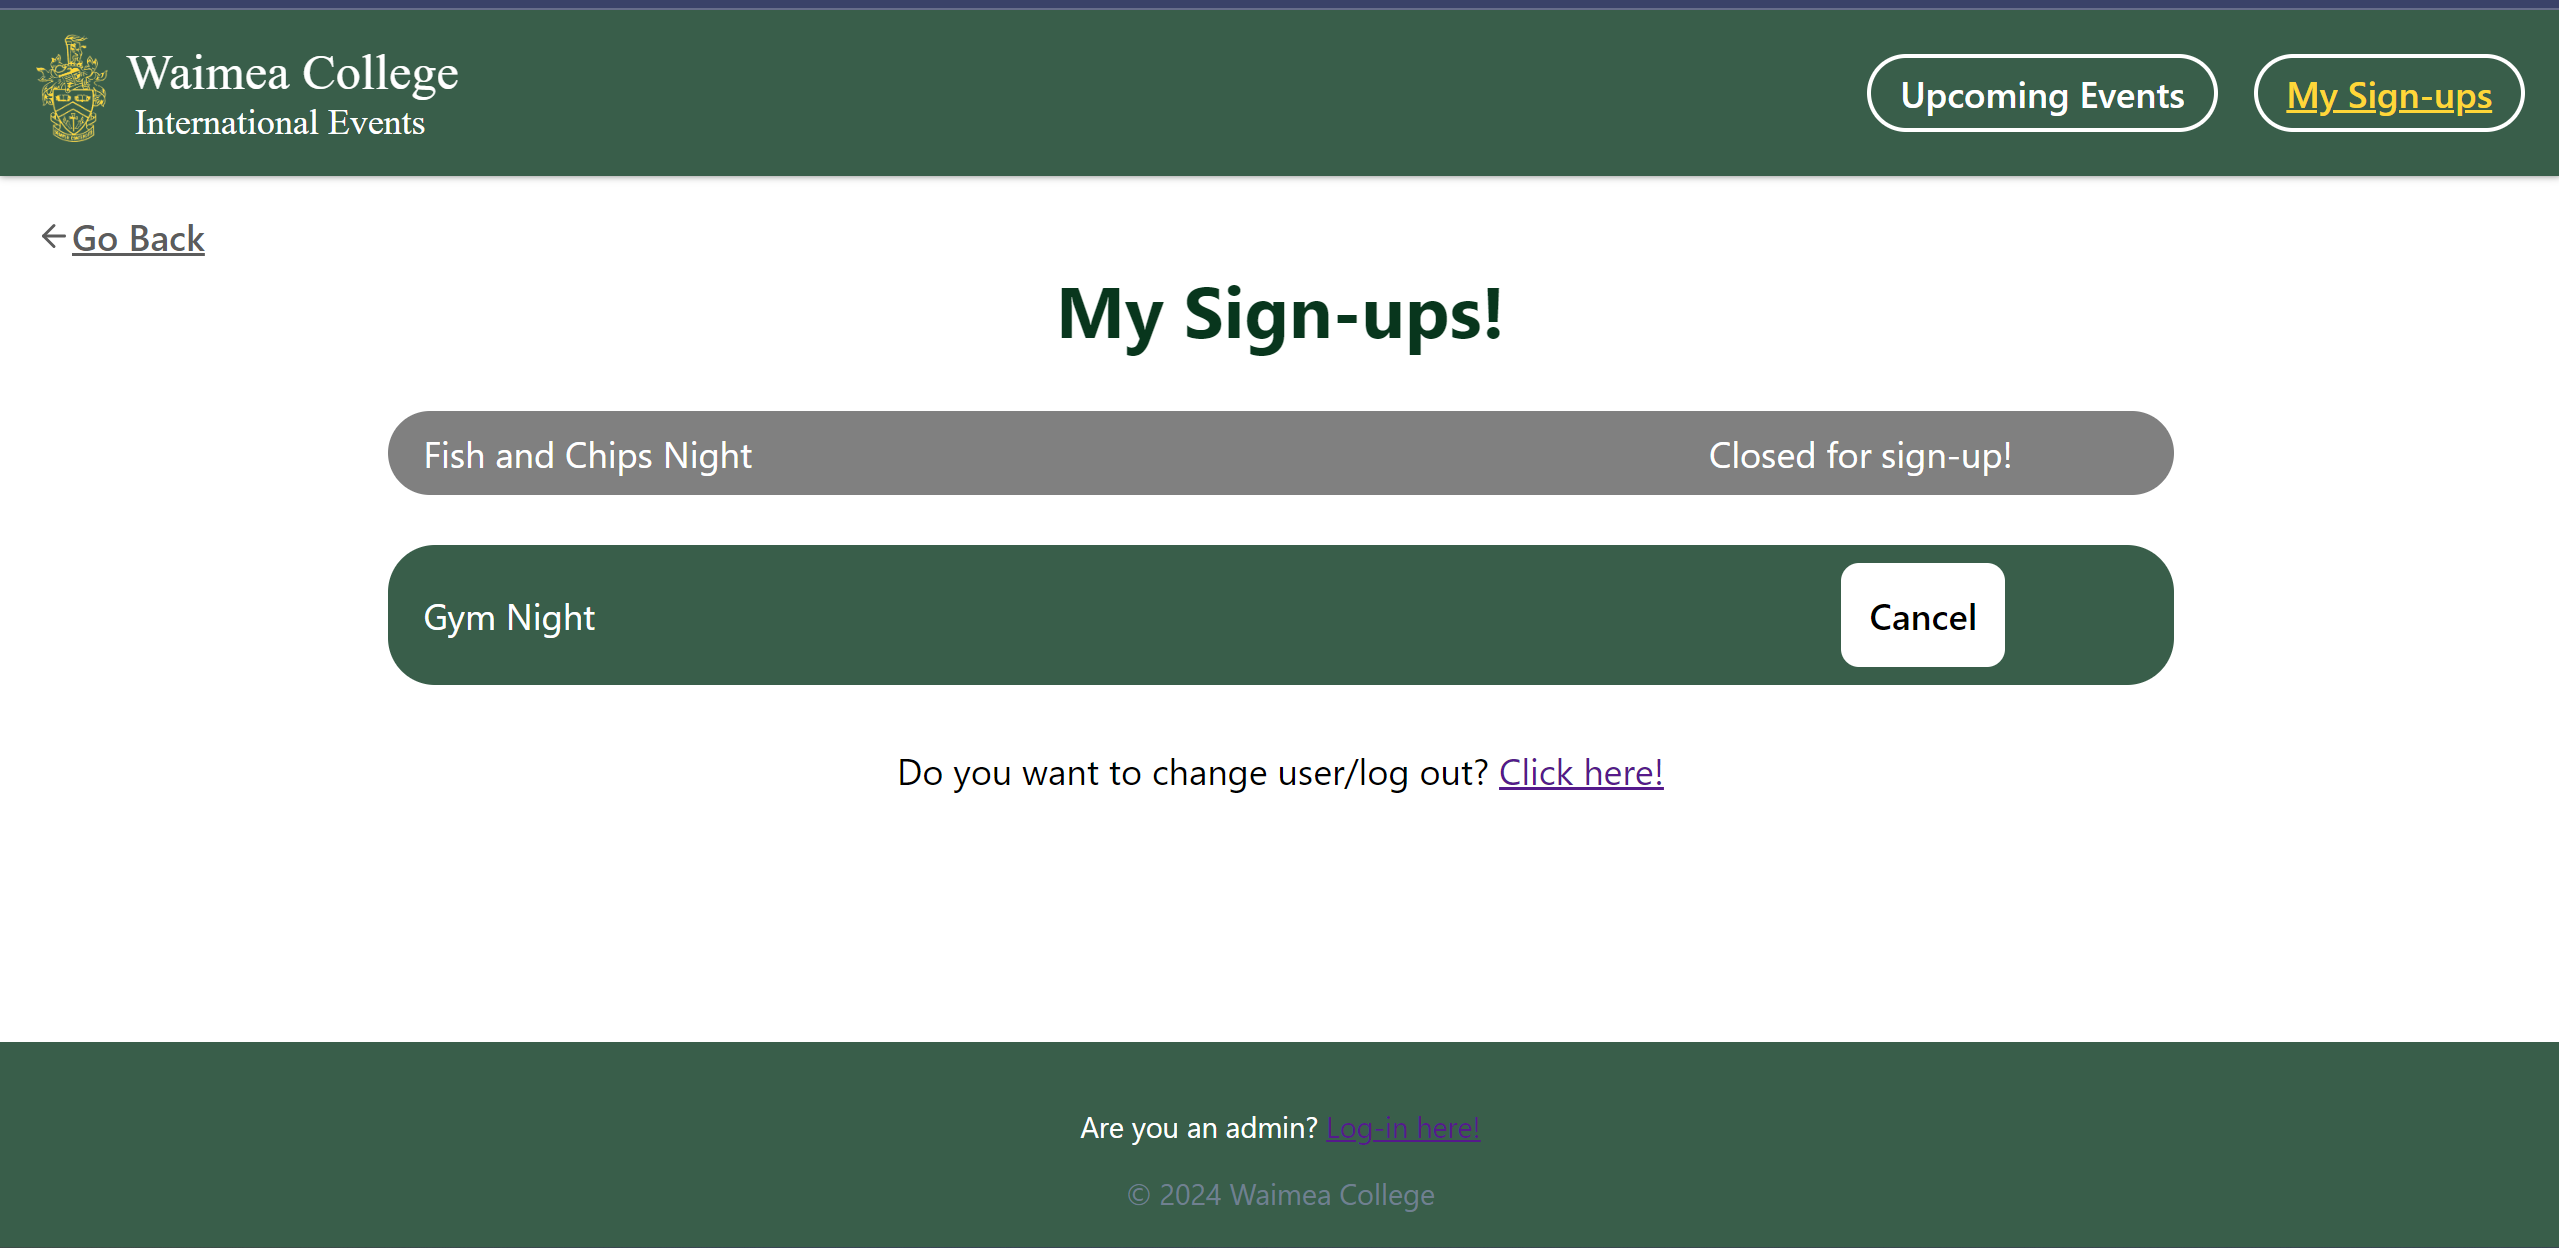 Waimea College
International Events
Upcoming Events
My Sign-ups
Go Back
My Sign-ups!
Fish and Chips Night
Closed for sign-up!
Gym Night
Cancel
Do you want to change user/log out? Click here!
Are you an admin? Log-in here!
© 2024 Waimea College